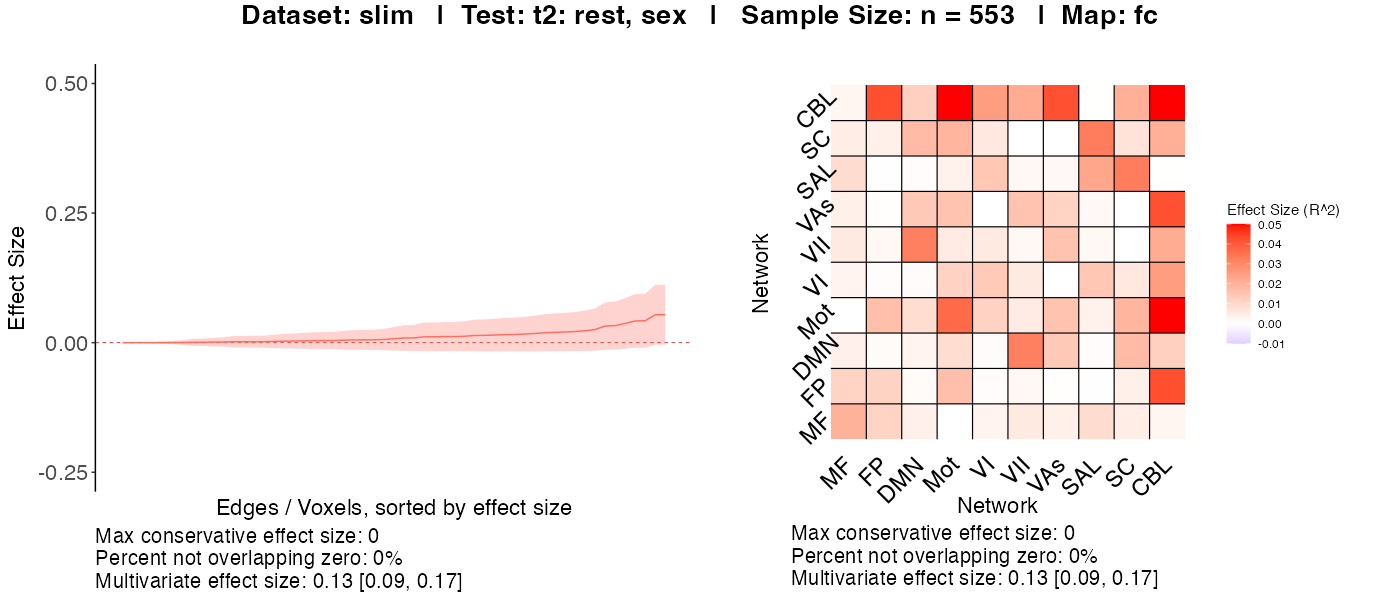 Dataset: slim | Test: t2: rest, sex | Sample Size: n = 553 | Map: fc
0.50
0.25
0.00
-0.25
Effect Size
Edges / Voxels, sorted by effect size
Max conservative effect size: 0
Percent not overlapping zero: 0%
Multivariate effect size: 0.13 [0.09, 0.17]
Network
CBL
SC
SAL
VAs
VII
VI
Mot
DMN
FP
MF
MF FP DMN Mot VI VII VAs SAL SC CBL
Network
Max conservative effect size: 0
Percent not overlapping zero: 0%
Multivariate effect size: 0.13 [0.09, 0.17]
Effect Size (R^2)
0.05
0.04
0.03
0.02
0.01
0.00
-0.01